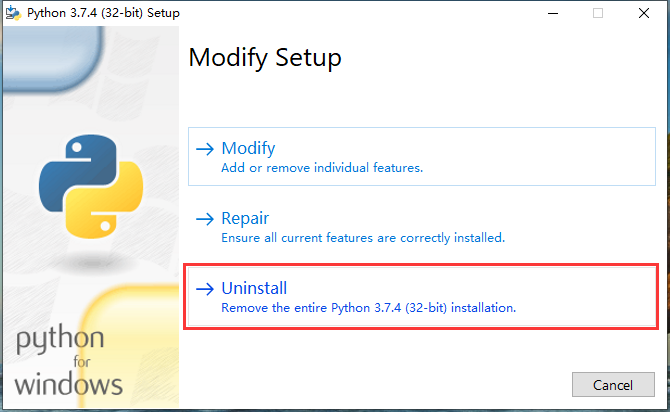 Python 3.7.4 (32-bit) Setup
Modify Setup
Modify
Add or remove individual features.
Repair
Ensure all current features are correctly installed.
Uninstall
Remove the entire Python 3.7.4 (32-bit) installation.
python
for
windows
Cancel